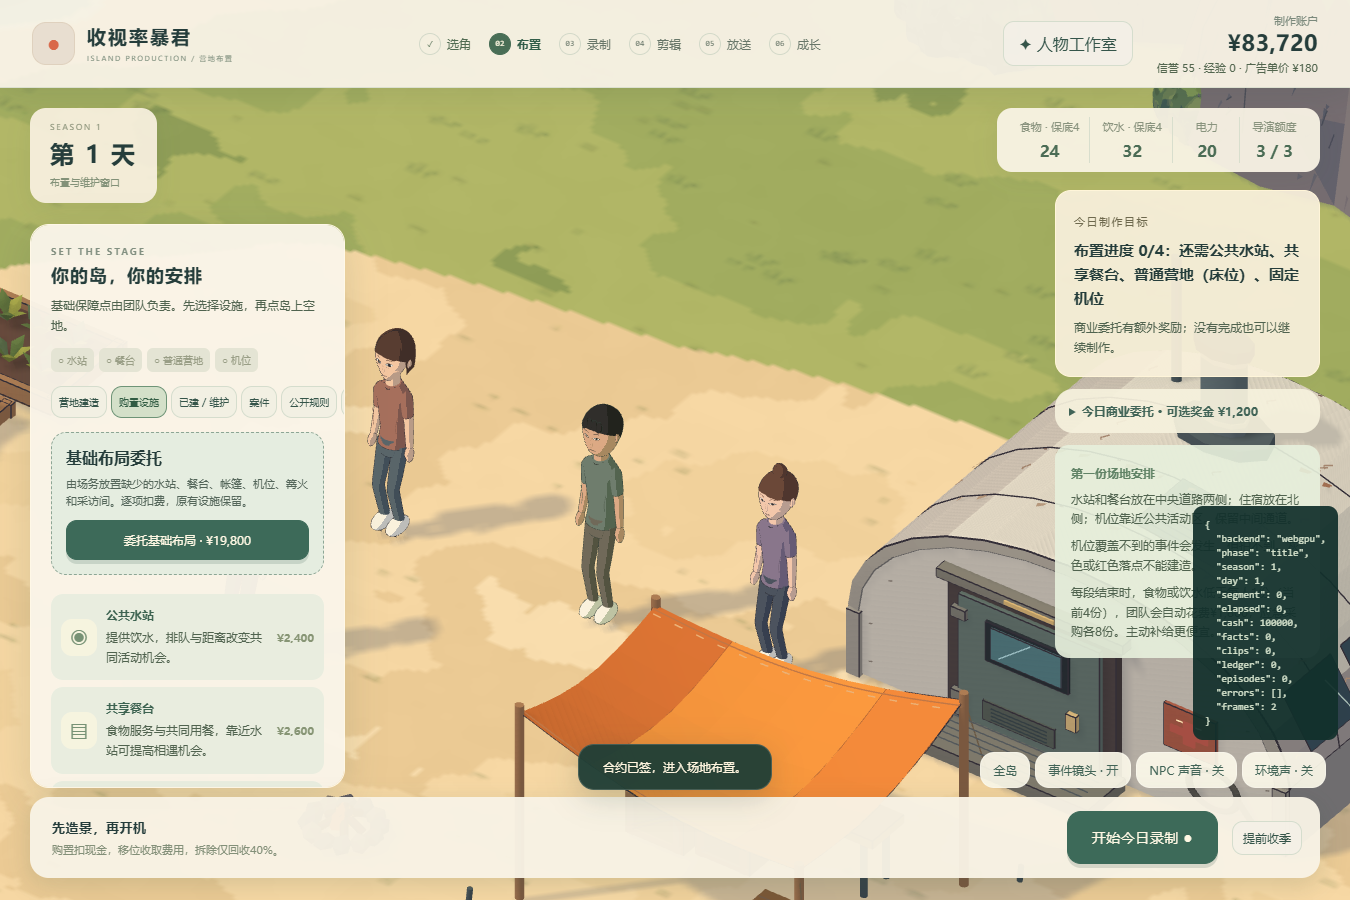 收视率暴君
ISLAND PRODUCTION / 营地布置
✓ 选角
02 布置
03 录制
04 剪辑
05 放送
06 成长
✦ 人物工作室
制作账户
¥83,720
信誉 55 · 经验 0 · 广告单价 ¥180
SEASON 1
第 1 天
布置与维护窗口
食物 · 保底4
24
饮水 · 保底4
32
电力
20
导演额度
3 / 3
SET THE STAGE
你的岛，你的安排
基础保障点由团队负责。先选择设施，再点岛上空
地。
○ 水站
○ 餐台
○ 普通营地
○ 机位
营地建造
购置设施
已建 / 维护
案件
公开规则
基础布局委托
由场务放置缺少的水站、餐台、帐篷、机位、篝火
和采访间。逐项扣费，原有设施保留。
委托基础布局 · ¥19,800
公共水站
提供饮水，排队与距离改变共
同活动机会。
¥2,400
共享餐台
食物服务与共同用餐，靠近水
站可提高相遇机会。
¥2,600
今日制作目标
布置进度 0/4：还需公共水站、共
享餐台、普通营地（床位）、固定
机位
商业委托有额外奖励；没有完成也可以继
续制作。
▶ 今日商业委托 · 可选奖金 ¥1,200
第一份场地安排
水站和餐台放在中央道路两侧；住宿放在北
侧；机位靠近公共活动
机位覆盖不到的事件会
色或红色落点不能建造。
每段结束时，食物或饮水
前4份），团队会自动花
购各8份。主动补给更便
{
"backend": "webgpu",
"phase": "title",
"season": 1,
"day": 1,
"segment": 0,
"elapsed": 0,
"cash": 100000,
"facts": 0,
"clips": 0,
"ledger": 0,
"episodes": 0,
"errors": [],
"frames": 2
}
合约已签，进入场地布置。
全岛
事件镜头 · 开
NPC 声音 · 关
环境声 · 关
先造景，再开机
购置扣现金，移位收取费用，拆除仅回收40%。
开始今日录制 ●
提前收季